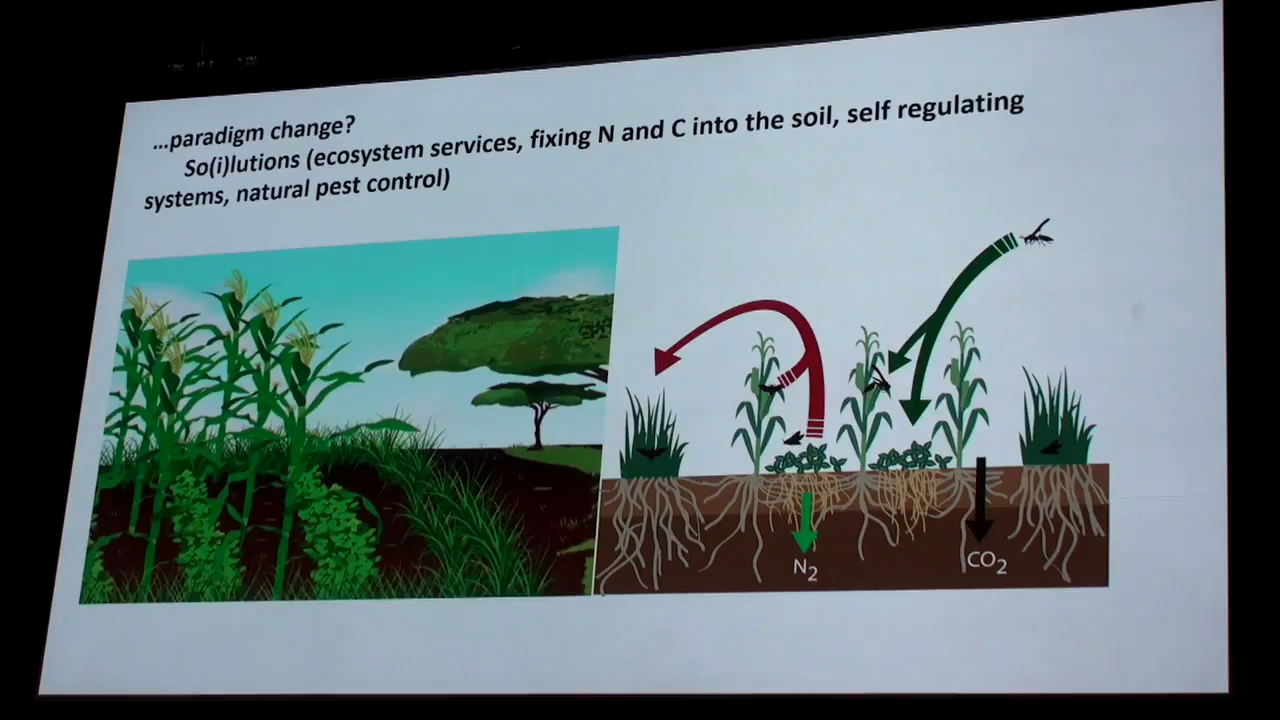 ...paradigm change?
So(i)lutions (ecosystem services, fixing N and C into the soil, self regulating
systems, natural pest control)
N2
CO2